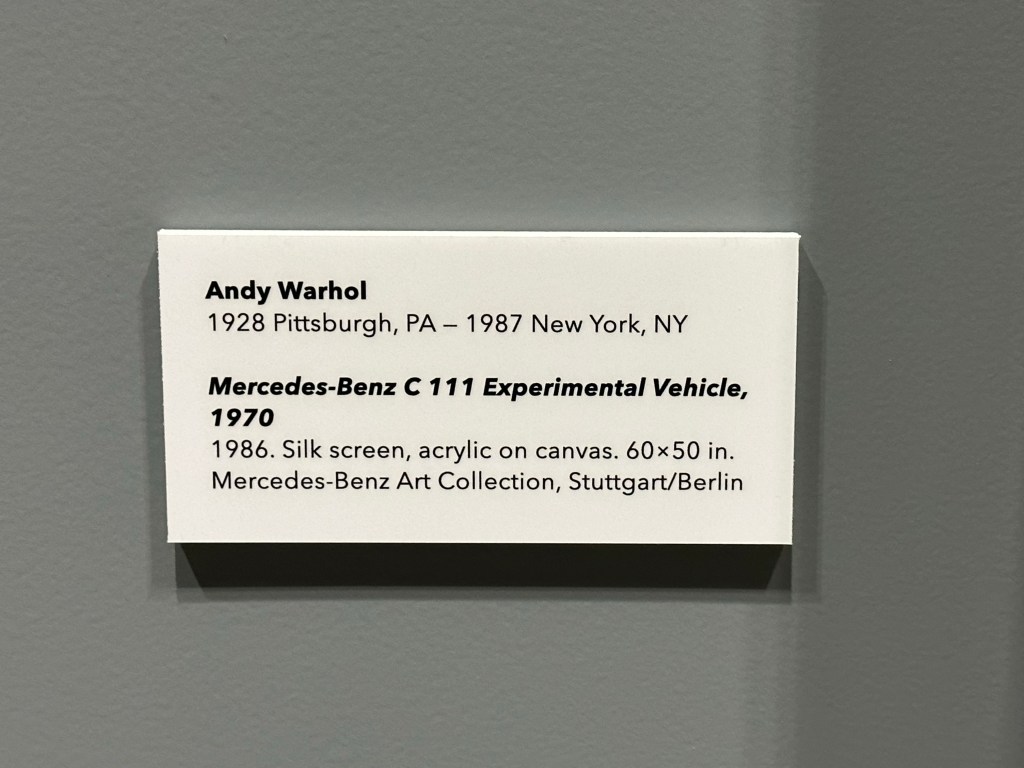 Andy Warhol
1928 Pittsburgh, PA – 1987 New York, NY
Mercedes-Benz C 111 Experimental Vehicle,
1970
1986. Silk screen, acrylic on canvas. 60×50 in.
Mercedes-Benz Art Collection, Stuttgart/Berlin